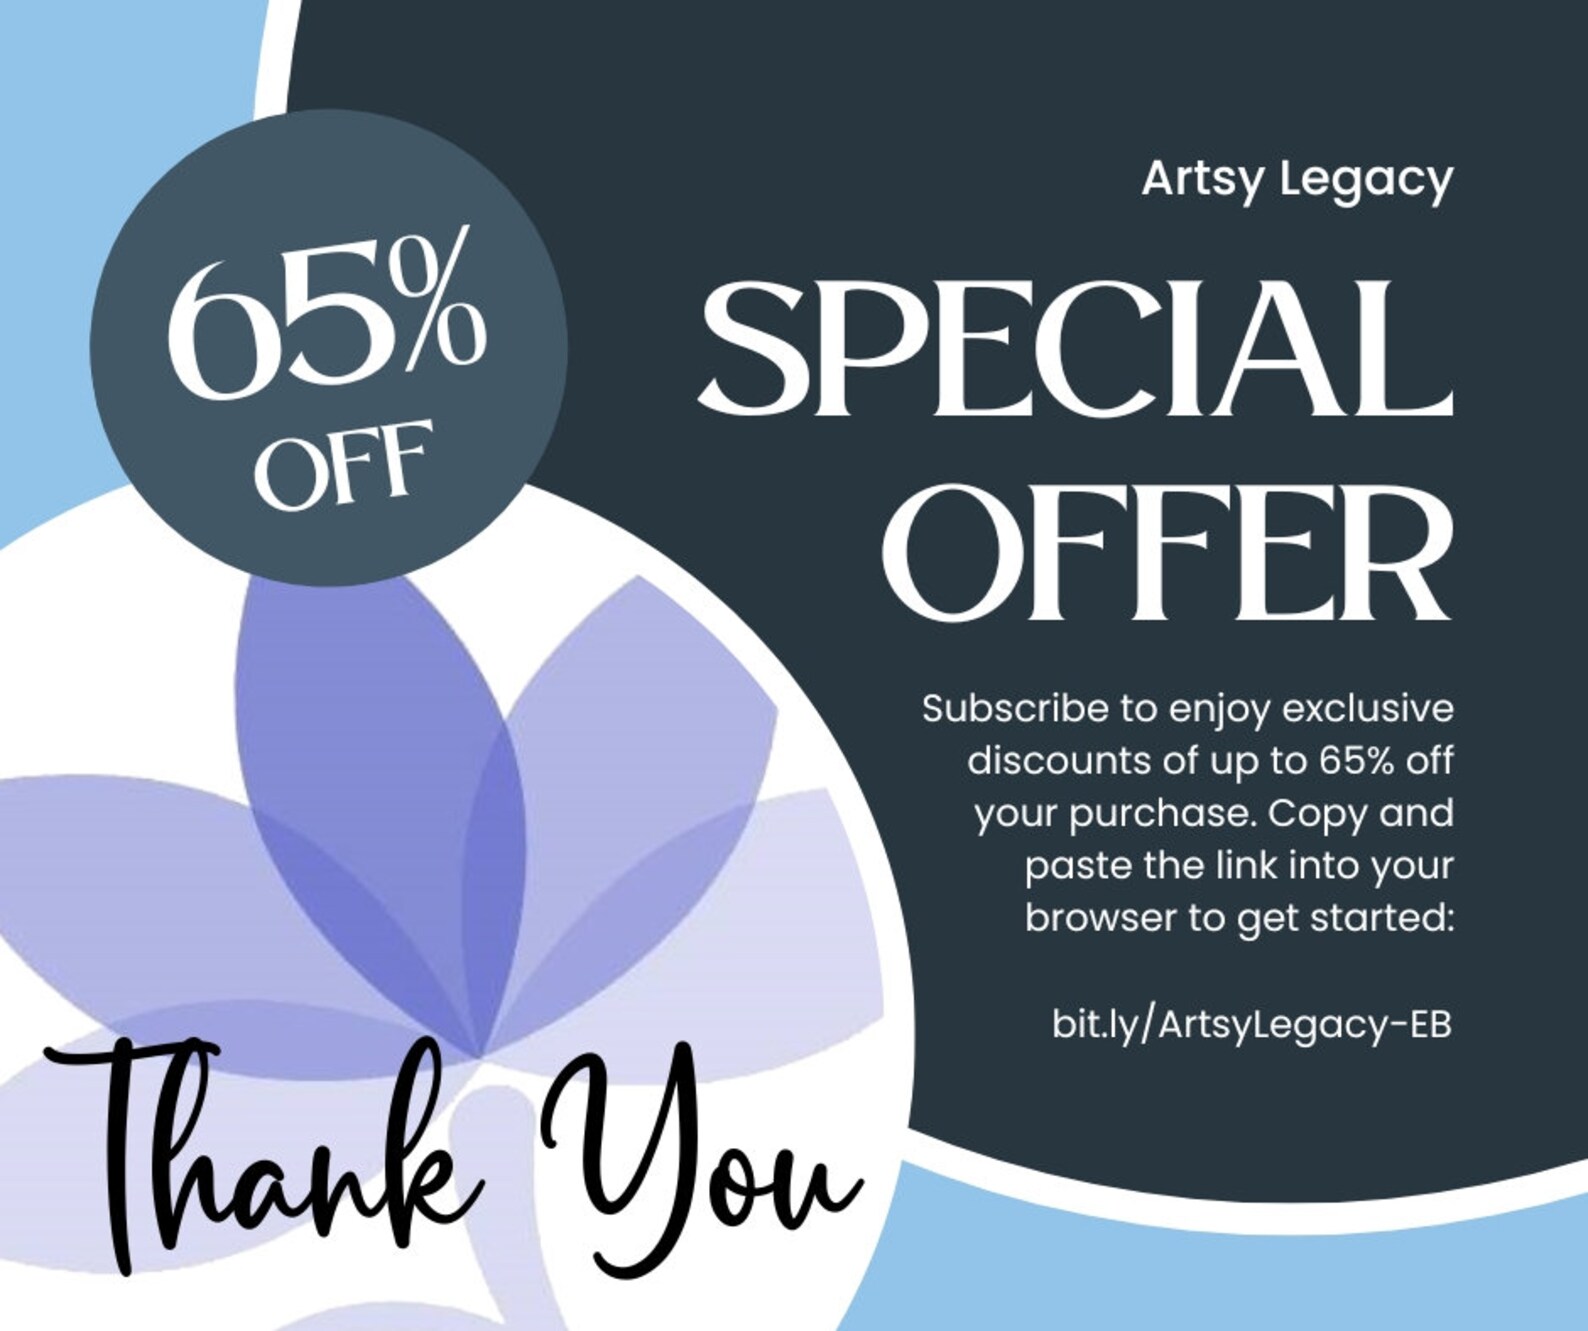 65%
OFF
Artsy Legacy
SPECIAL
OFFER
Subscribe to enjoy exclusive
discounts of up to 65% off
your purchase. Copy and
paste the link into your
browser to get started:
bit.ly/ArtsyLegacy-EB
Thank You